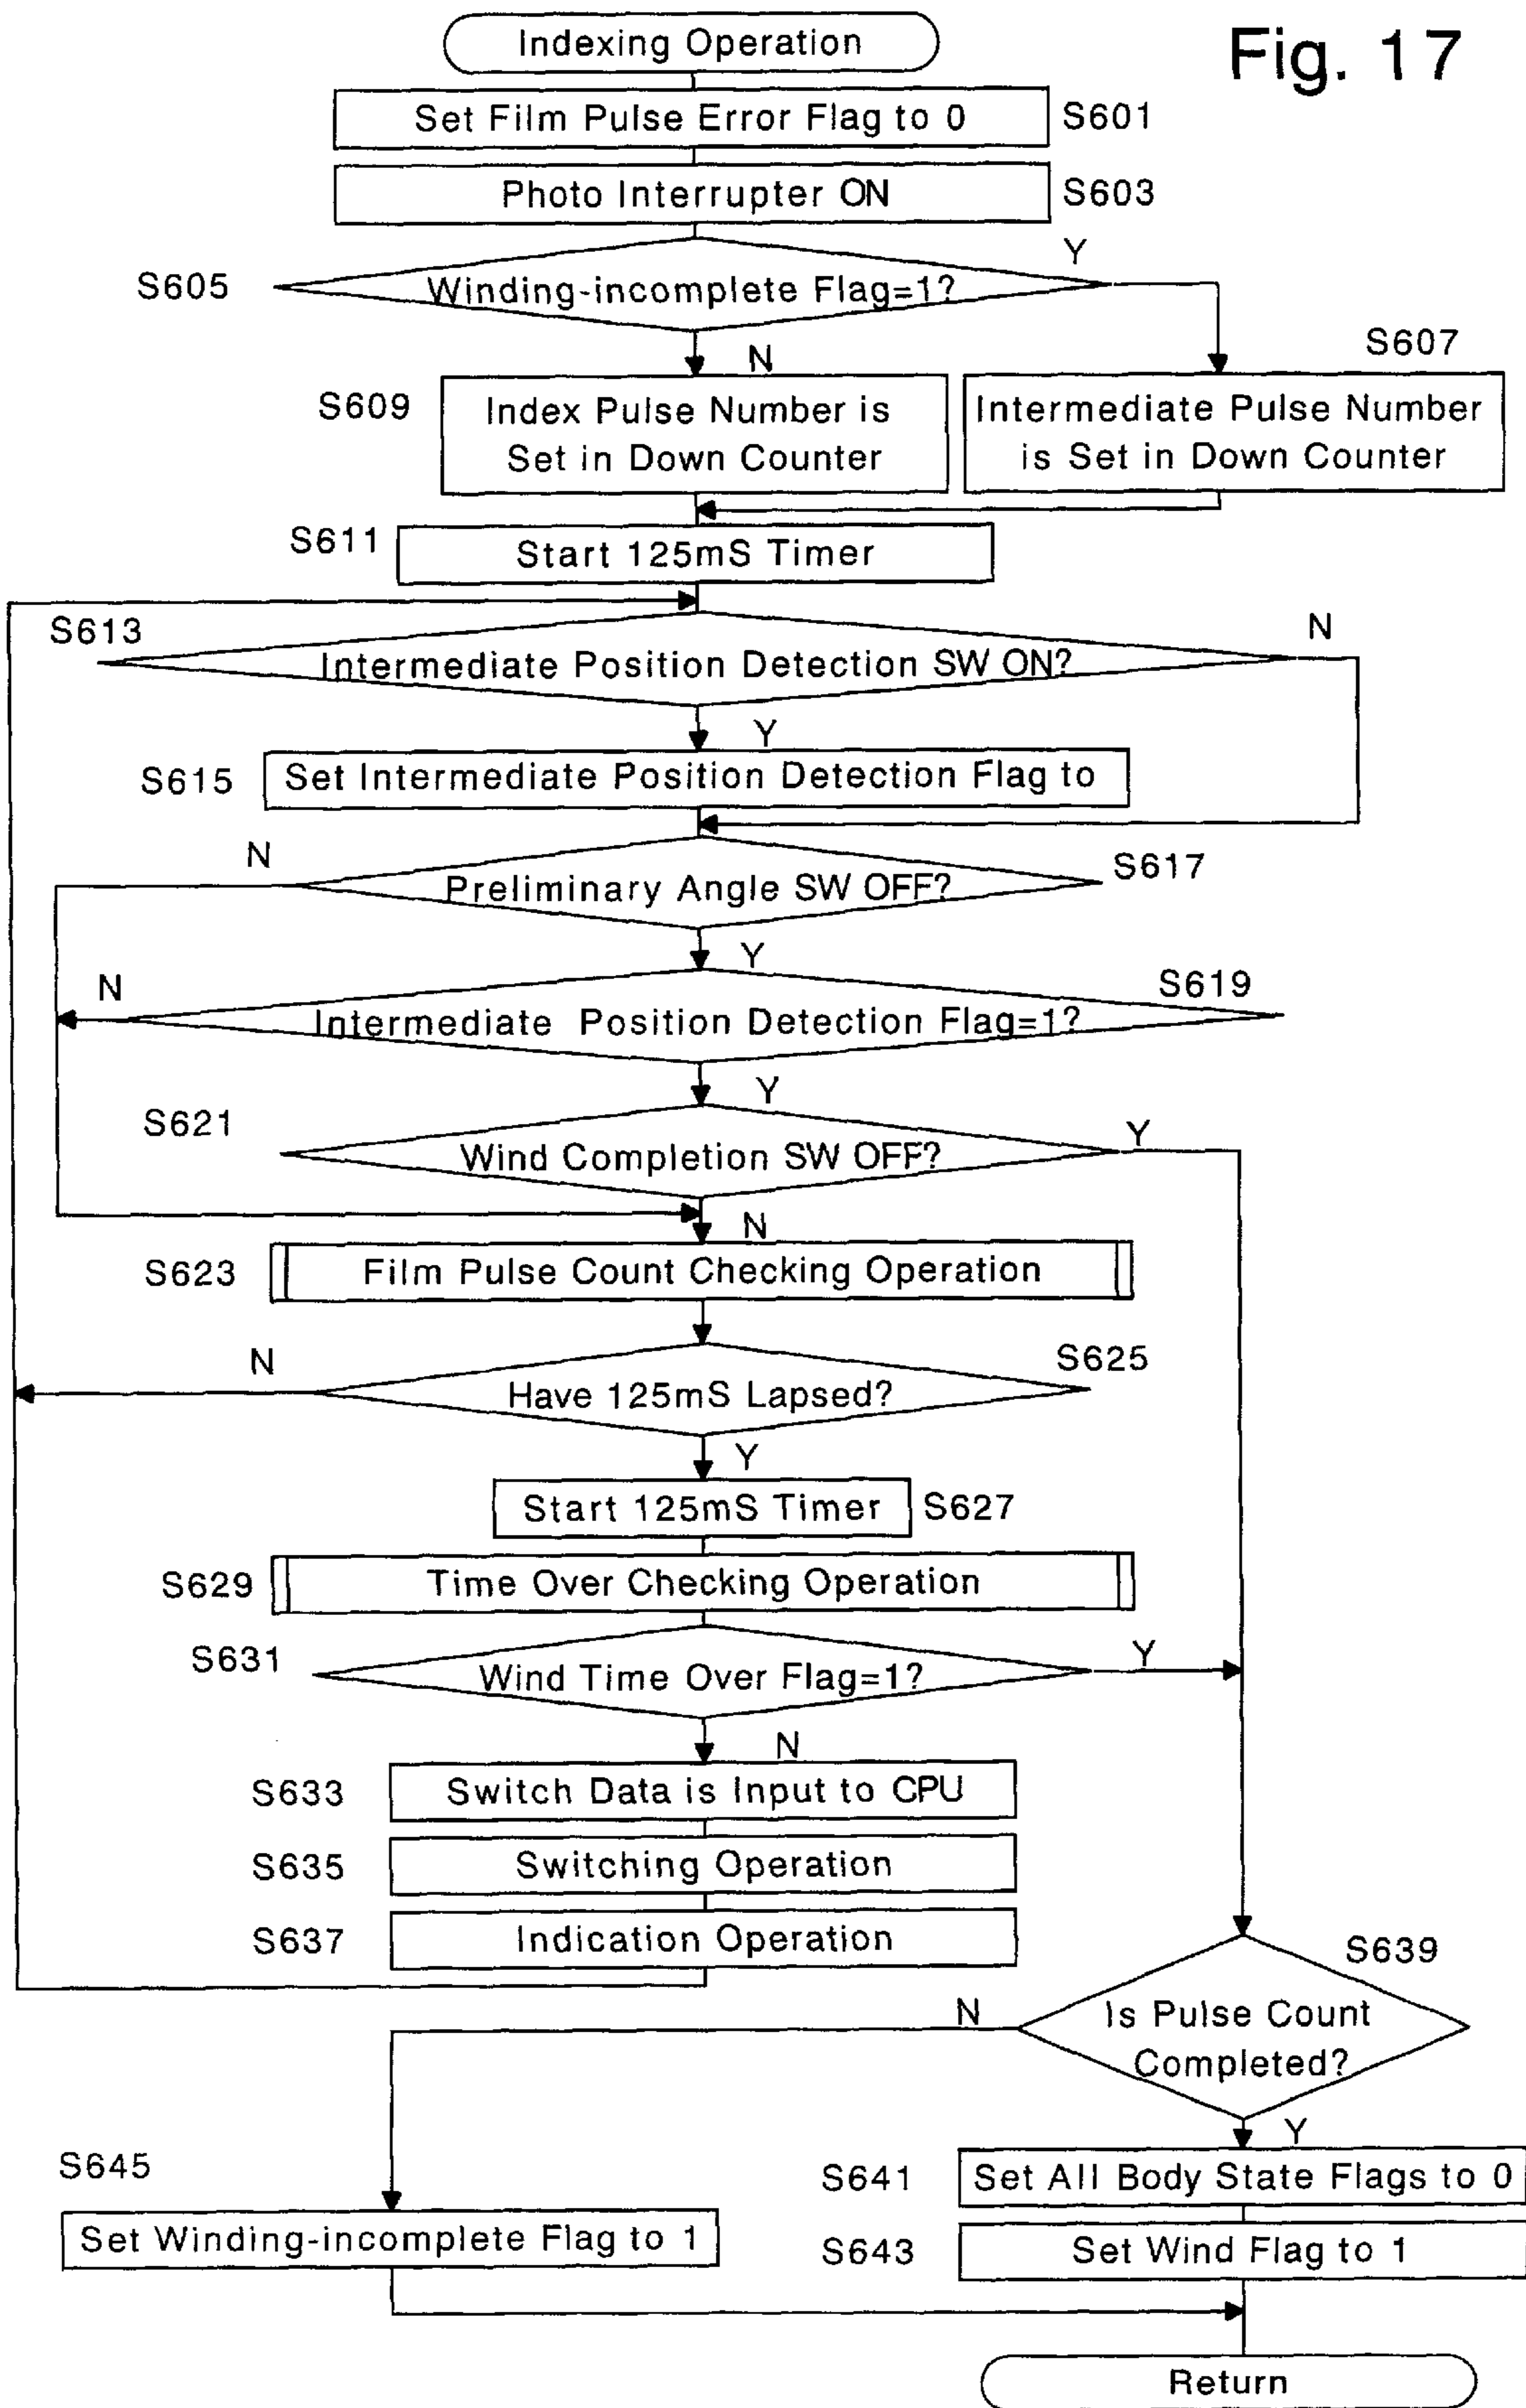 Fig. 17
Indexing Operation
Set Film Pulse Error Flag to 0
S601
Photo Interrupter ON
S603
Y
S605
Winding-incomplete Flag=1?
S607
N
S609
Index Pulse Number is
Set in Down Counter
Intermediate Pulse Number
is Set in Down Counter
S611
Start 125mS Timer
S613
N
Intermediate Position Detection SW ON?
Y
S615
Set Intermediate Position Detection Flag to
N
S617
Preliminary Angle SW OFF?
Y
N
S619
Intermediate Position Detection Flag=1?
Y
S621
Y
Wind Completion SW OFF?
N
S623
Film Pulse Count Checking Operation
N
S625
Have 125mS Lapsed?
Y
Start 125mS Timer
S627
S629
Time Over Checking Operation
S631
Y
Wind Time Over Flag=1?
N
S633
Switch Data is Input to CPU
S635
Switching Operation
S637
Indication Operation
S639
N
Is Pulse Count
Completed?
Y
S645
S641
Set All Body State Flags to 0
Set Winding-incomplete Flag to 1
S643
Set Wind Flag to 1
Return